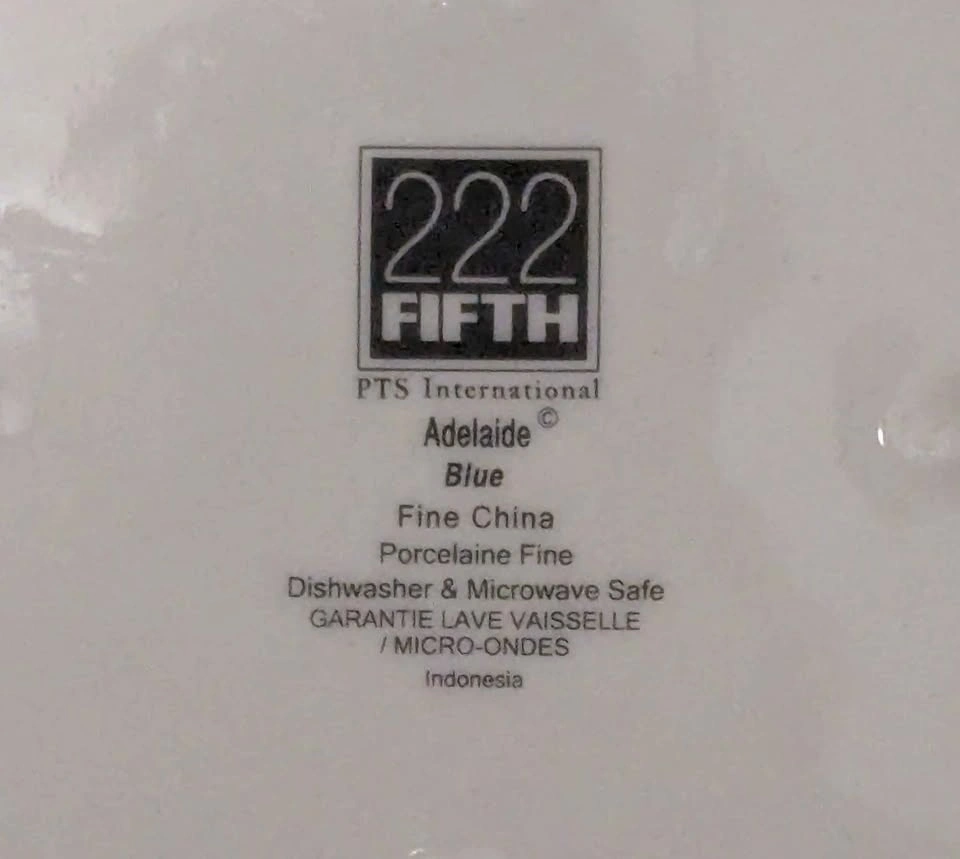 222
FIFTH
PTS International
Adelaide ©
Blue
Fine China
Porcelaine Fine
Dishwasher & Microwave Safe
GARANTIE LAVE VAISSELLE
/ MICRO-ONDES
Indonesia